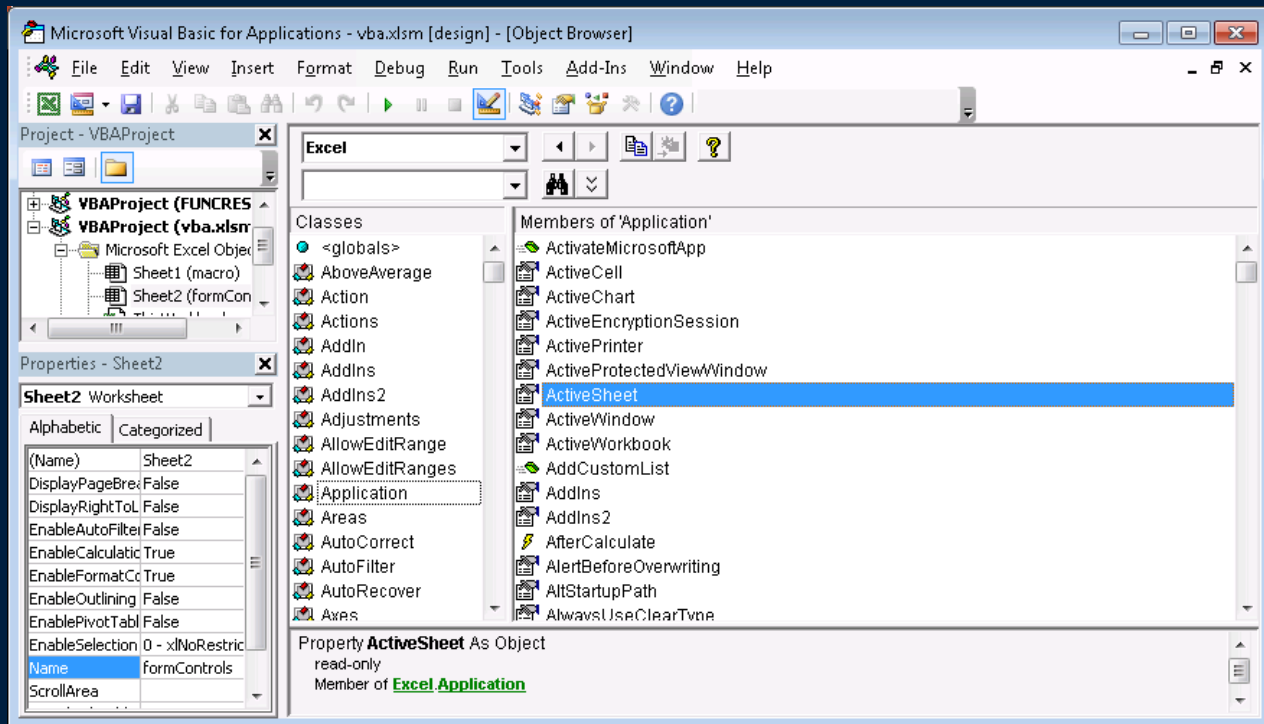 Microsoft Visual Basic for Applications - vba.xlsm [design] - [Object Browser]
File Edit View Insert Format Debug Run Tools Add-Ins Window Help
Project - VBAProject
VBAProject (FUNCRES
VBAProject (vba.xlsm
Microsoft Excel Objec
Sheet1 (macro)
Sheet2 (formCon
Properties - Sheet2
Sheet2 Worksheet
Alphabetic Categorized
(Name) Sheet2
DisplayPageBrea False
DisplayRightToL False
EnableAutoFilter False
EnableCalculatic True
EnableFormatCo True
EnableOutlining False
EnablePivotTabl False
EnableSelection 0 - xlNoRestric
Name formControls
ScrollArea
Excel
Classes
<globals>
AboveAverage
Action
Actions
AddIn
AddIns
AddIns2
Adjustments
AllowEditRange
AllowEditRanges
Application
Areas
AutoCorrect
AutoFilter
AutoRecover
Axes
Members of 'Application'
ActivateMicrosoftApp
ActiveCell
ActiveChart
ActiveEncryptionSession
ActivePrinter
ActiveProtectedViewWindow
ActiveSheet
ActiveWindow
ActiveWorkbook
AddCustomList
AddIns
AddIns2
AfterCalculate
AlertBeforeOverwriting
AltStartupPath
AlwaysUseClearType
Property ActiveSheet As Object
read-only
Member of Excel.Application